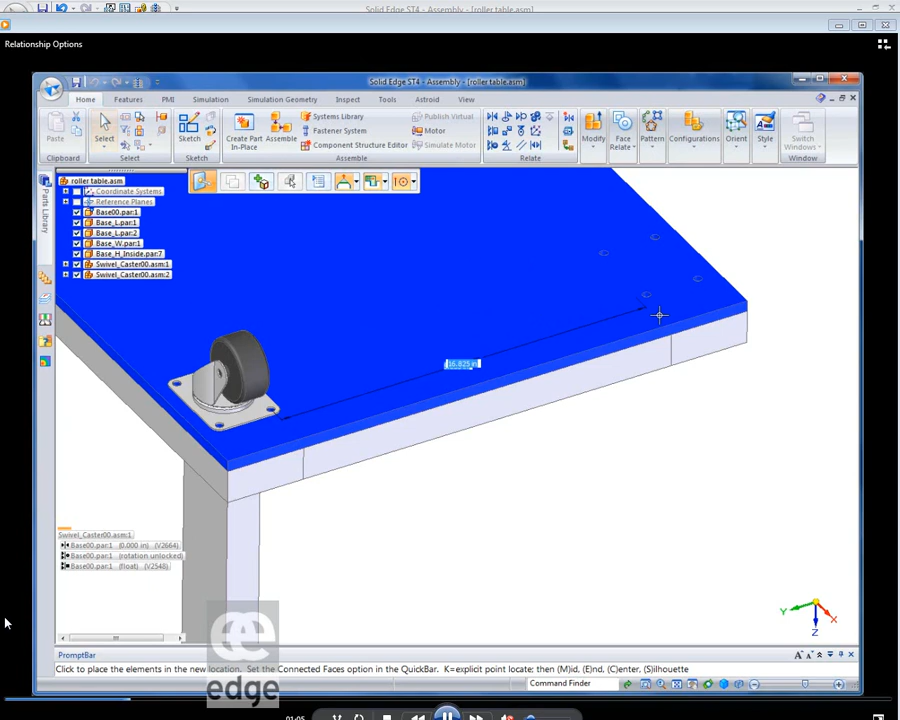 Solid Edge ST4 - Assembly - [roller table.asm]
Relationship Options
Solid Edge ST4 - Assembly - [roller table.asm]
Home Features PMI Simulation Simulation Geometry Inspect Tools Astroid View
Paste
Select
Sketch
Create Part In-Place
Assemble
Systems Library
Fastener System
Component Structure Editor
Publish Virtual
Motor
Simulate Motor
Modify
Face Relate
Pattern
Configurations
Orient
Style
Switch Windows
Clipboard Select Sketch Assemble Relate Window
Parts Library
roller table.asm
Coordinate Systems
Reference Planes
Base00.par:1
Base_L.par:1
Base_L.par:2
Base_W.par:1
Base_H_Inside.par:7
Swivel_Caster00.asm:1
Swivel_Caster00.asm:2
16.825 in
Swivel_Caster00.asm:1
Base00.par:1 (0.000 in) (V2664)
Base00.par:1 (rotation unlocked)
Base00.par:1 (float) (V2548)
Y
X
Z
PromptBar
Click to place the elements in the new location. Set the Connected Faces option in the QuickBar. K=explicit point locate: then (M)id, (E)nd, (C)enter, (S)ilhouette
Command Finder
edge
01:05